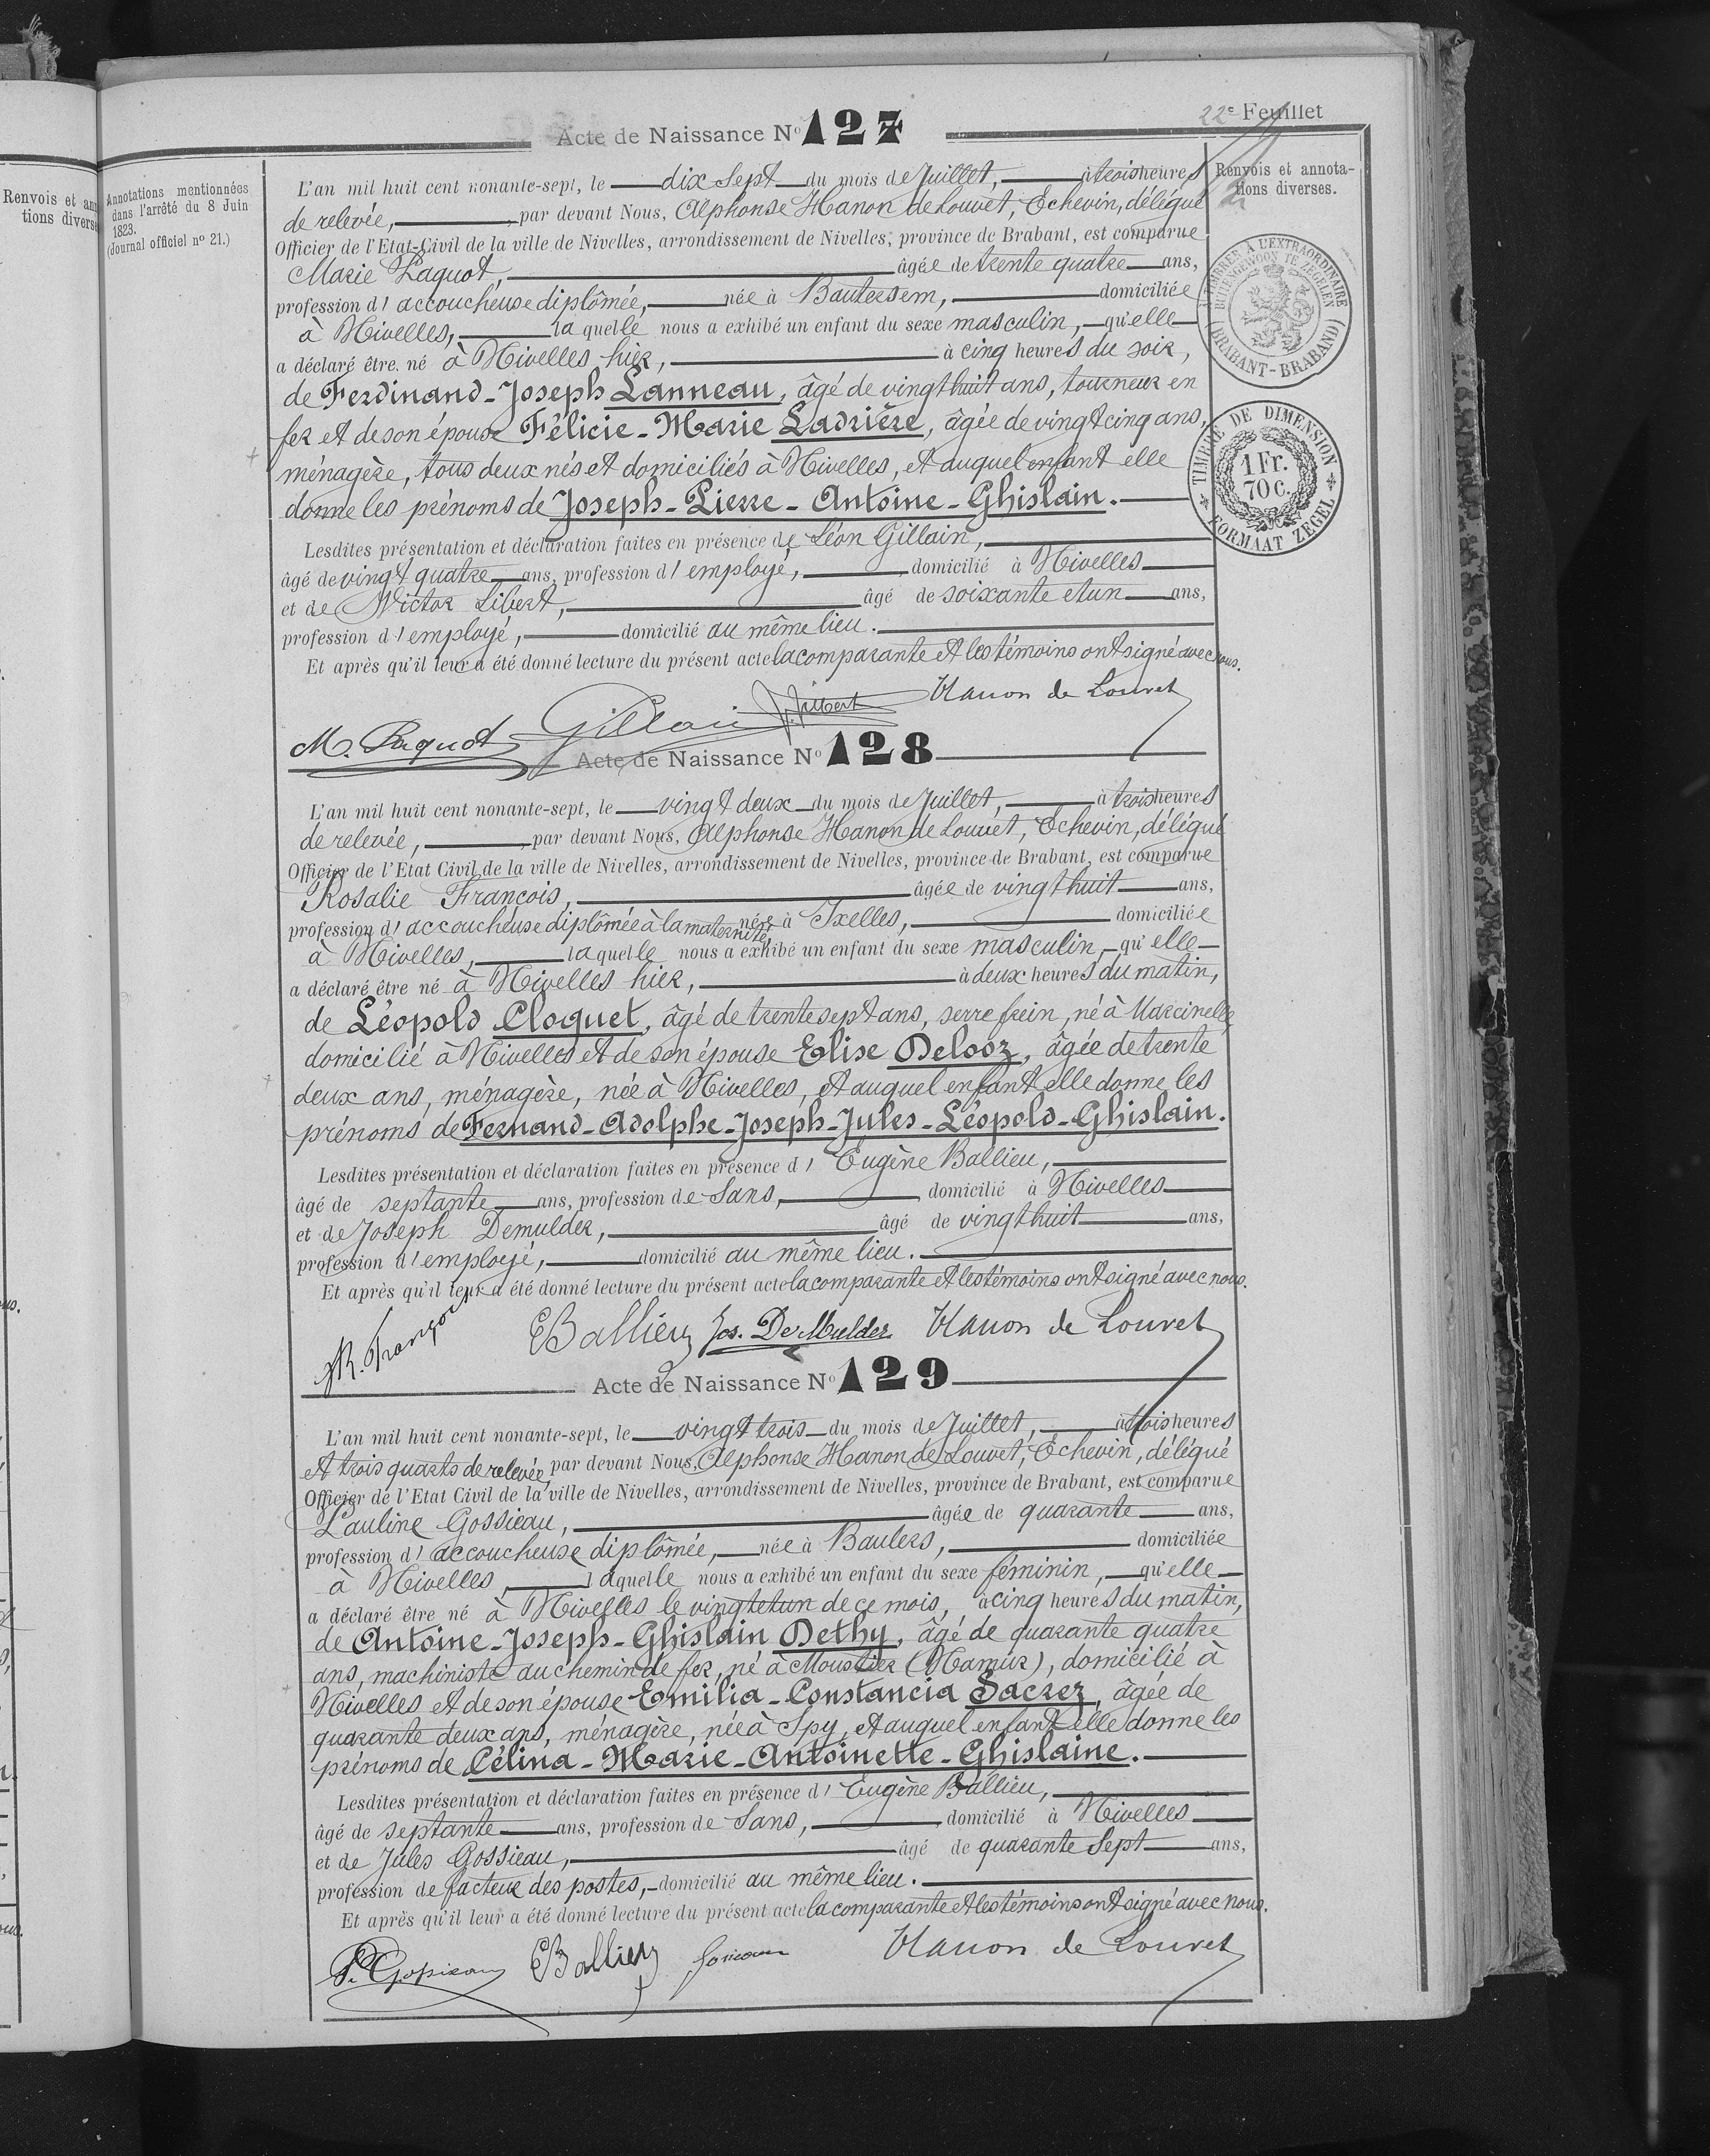 22e Feuillet
Acte de Naissance No 127
Renvois et
tions
Annotations mentionnées
dans l'arrêté du 8 Juin
1823.
(Journal officiel no 21.)
Renvois et annota-
tions diverses.
L'an mil huit cent nonante-sept, le dix sept du mois de Juillet, à trois heures
de relevée, par devant Nous, Alphonse Hanon de Louvet, Echevin, délégué
Officier de l'Etat-Civil de la ville de Nivelles, arrondissement de Nivelles, province de Brabant, est comparue
Marie Paquot, âgée de trente quatre ans,
profession d'accoucheuse diplômée, née à Bautersem, domiciliée
à Nivelles, laquelle nous a exhibé un enfant du sexe masculin, qu'elle
a déclaré être né à Nivelles hier, à cinq heures du soir,
de Ferdinand-Joseph Lanneau, âgé de vingt huit ans, tourneur en
fer et de son épouse Félicie-Marie Ladrière, âgée de vingt cinq ans,
ménagère, tous deux nés et domiciliés à Nivelles, et auquel enfant elle
donne les prénoms de Joseph-Pierre-Antoine-Ghislain.
Lesdites présentation et déclaration faites en présence de Léon Gillain,
âgé de vingt quatre ans, profession d'employé, domicilié à Nivelles
et de Victor Libert, âgé de soixante et un ans,
profession d'employé, domicilié au même lieu.
Et après qu'il leur a été donné lecture du présent acte la comparante et les témoins ont signé avec nous.
M. Paquot Gillain V. Libert Hanon de Louvet
TIMBRER À L'EXTRAORDINAIRE
BUITENGEWOON TE ZEGELEN
(BRABANT-BRABAND)
TIMBRE DE DIMENSION
1 Fr.
70 C.
FORMAAT ZEGEL
Acte de Naissance No 128
L'an mil huit cent nonante-sept, le vingt deux du mois de Juillet, à trois heures
de relevée, par devant Nous, Alphonse Hanon de Louvet, Echevin, délégué
Officier de l'Etat Civil de la ville de Nivelles, arrondissement de Nivelles, province de Brabant, est comparue
Rosalie François, âgée de vingt huit ans,
profession d'accoucheuse diplômée à la maternité, née à Ixelles, domiciliée
à Nivelles, laquelle nous a exhibé un enfant du sexe masculin, qu'elle
a déclaré être né à Nivelles hier, à deux heures du matin,
de Léopold Cloquet, âgé de trente sept ans, serre frein, né à Marcinelle,
domicilié à Nivelles et de son épouse Elise Delooz, âgée de trente
deux ans, ménagère, née à Nivelles, et auquel enfant elle donne les
prénoms de Fernand-Adolphe-Joseph-Jules-Léopold-Ghislain.
Lesdites présentation et déclaration faites en présence d'Eugène Ballieu,
âgé de septante ans, profession de Sans, domicilié à Nivelles
et de Joseph Demulder, âgé de vingt huit ans,
profession d'employé, domicilié au même lieu.
Et après qu'il leur a été donné lecture du présent acte la comparante et les témoins ont signé avec nous.
R. François EBallieu Jos. De Mulder Hanon de Louvet
Acte de Naissance No 129
L'an mil huit cent nonante-sept, le vingt trois du mois de Juillet, à trois heures
et trois quarts de relevée, par devant Nous, Alphonse Hanon de Louvet, Echevin, délégué
Officier de l'Etat Civil de la ville de Nivelles, arrondissement de Nivelles, province de Brabant, est comparue
Pauline Gossieau, âgée de quarante ans,
profession d'accoucheuse diplômée, née à Baulers, domiciliée
à Nivelles, laquelle nous a exhibé un enfant du sexe féminin, qu'elle
a déclaré être né à Nivelles le vingt et un de ce mois, à cinq heures du matin,
de Antoine-Joseph-Ghislain Dethy, âgé de quarante quatre
ans, machiniste au chemin de fer, né à Moustier (Namur), domicilié à
Nivelles et de son épouse Emilia-Constancia Sacrez, âgée de
quarante deux ans, ménagère, née à Spy, et auquel enfant elle donne les
prénoms de Célina-Marie-Antoinette-Ghislaine.
Lesdites présentation et déclaration faites en présence d'Eugène Ballieu,
âgé de septante ans, profession de Sans, domicilié à Nivelles
et de Jules Gossieau, âgé de quarante Sept ans,
profession de facteur des postes, domicilié au même lieu.
Et après qu'il leur a été donné lecture du présent acte la comparante et les témoins ont signé avec nous.
P. Gossieau EBallieu Gossieau Hanon de Louvet